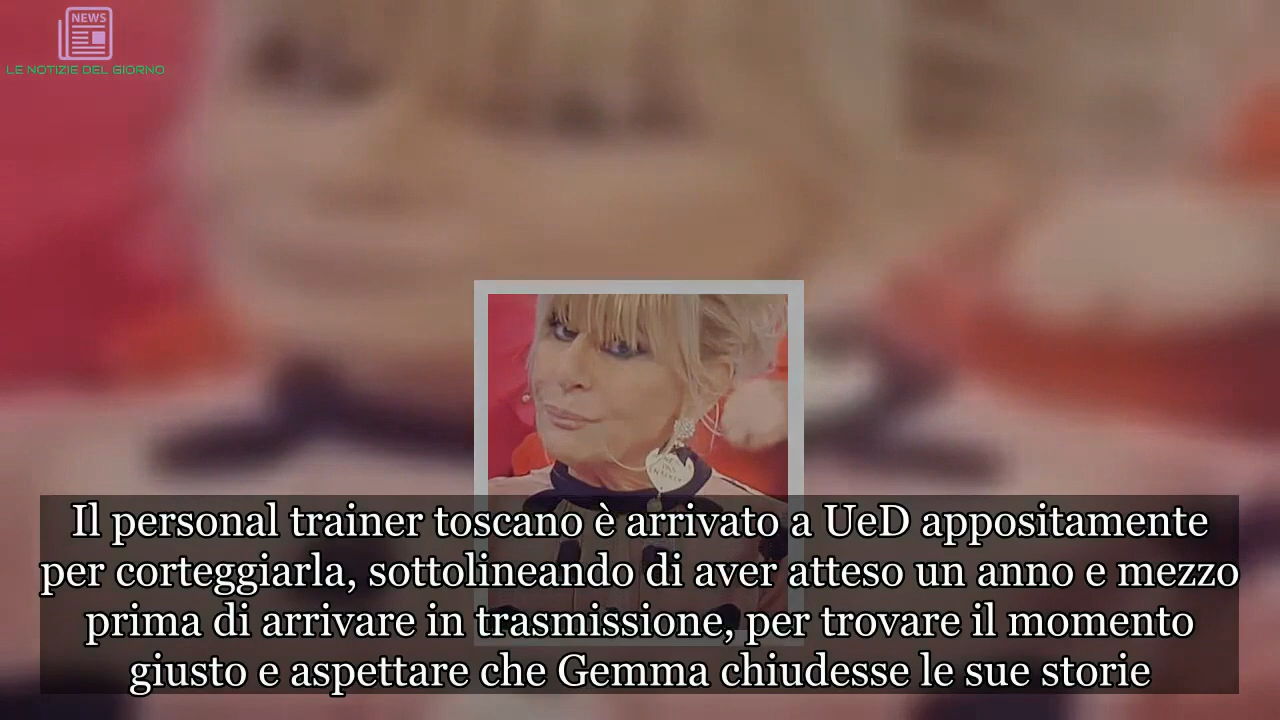 NEWS
LE NOTIZIE DEL GIORNO
Il personal trainer toscano è arrivato a UeD appositamente
per corteggiarla, sottolineando di aver atteso un anno e mezzo
prima di arrivare in trasmissione, per trovare il momento
giusto e aspettare che Gemma chiudesse le sue storie